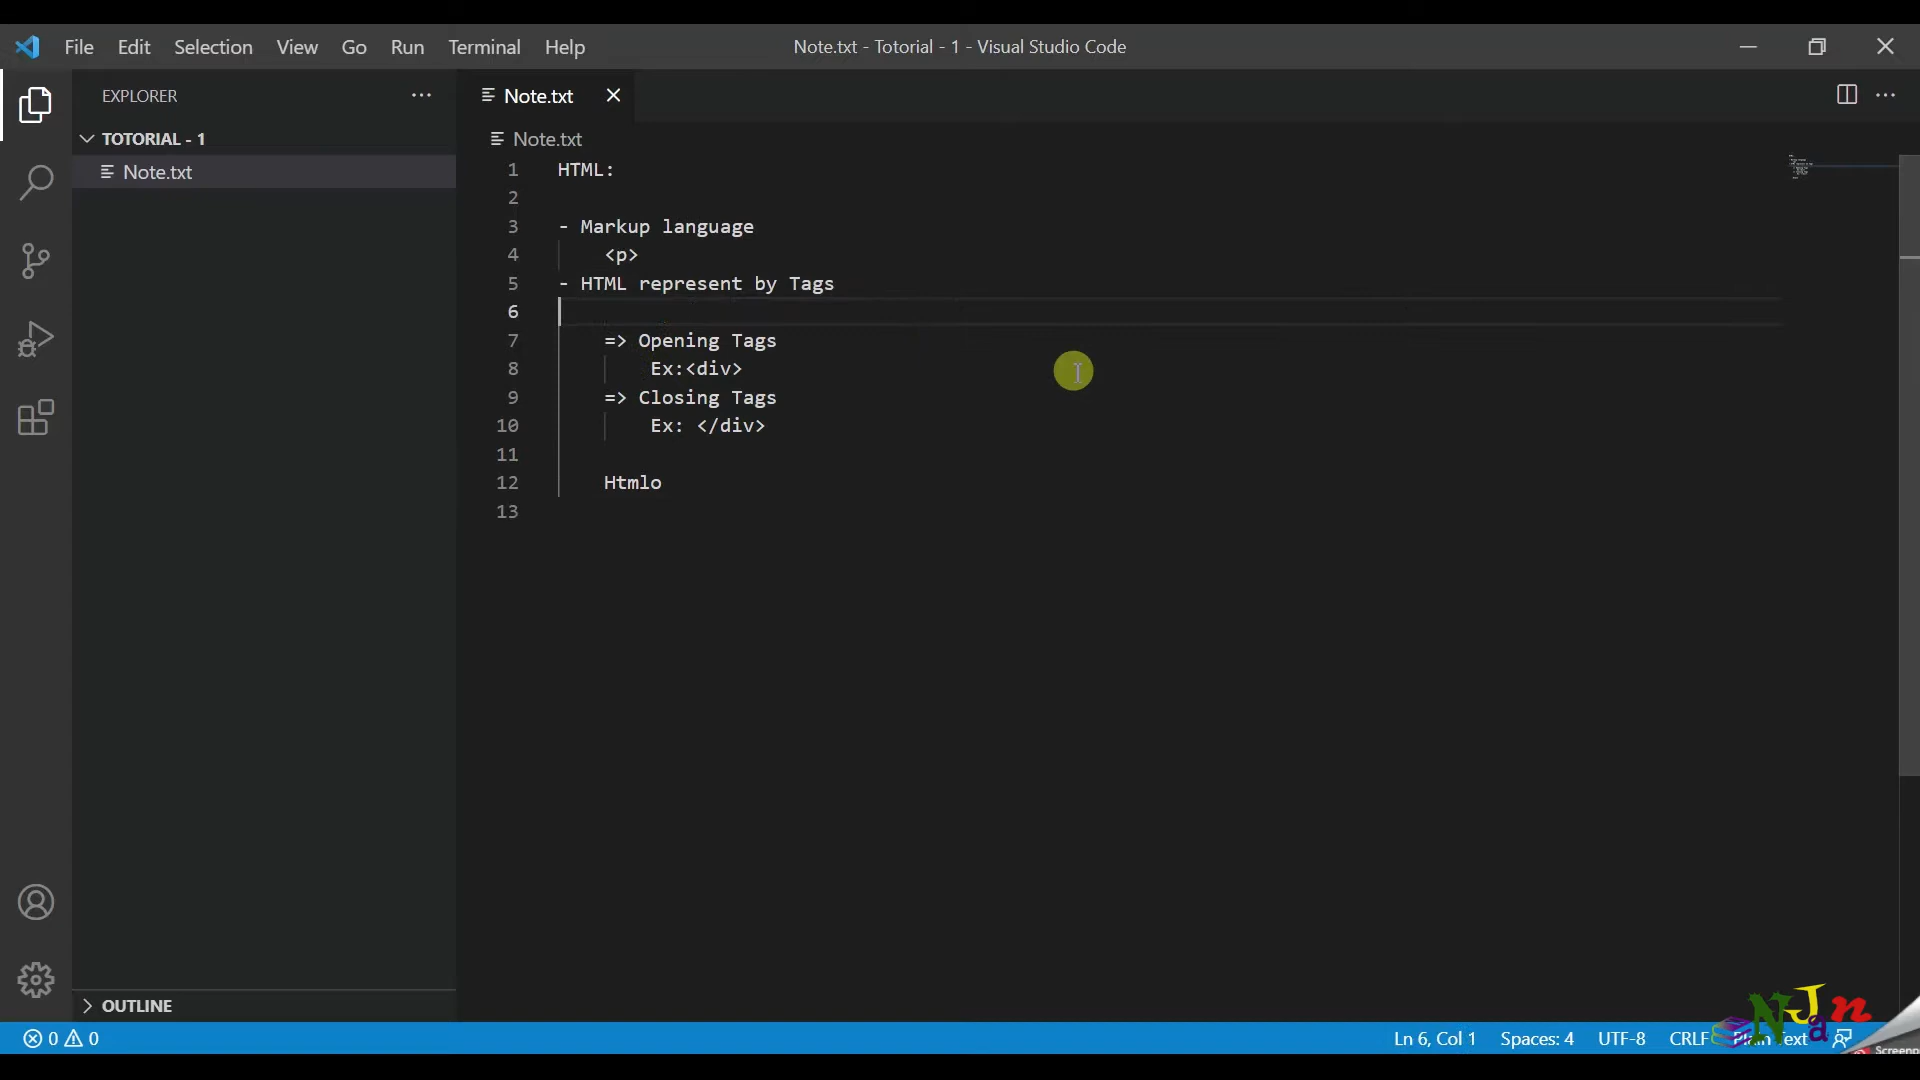 File Edit Selection View Go Run Terminal Help
Note.txt - Totorial - 1 - Visual Studio Code
EXPLORER
TOTORIAL - 1
Note.txt
OUTLINE
Note.txt
Note.txt
1 HTML:
2
3 - Markup language
4 <p>
5 - HTML represent by Tags
6
7 => Opening Tags
8 Ex:<div>
9 => Closing Tags
10 Ex: </div>
11
12 Htmlo
13
0 0
Ln 6, Col 1 Spaces: 4 UTF-8 CRLF Plain Text